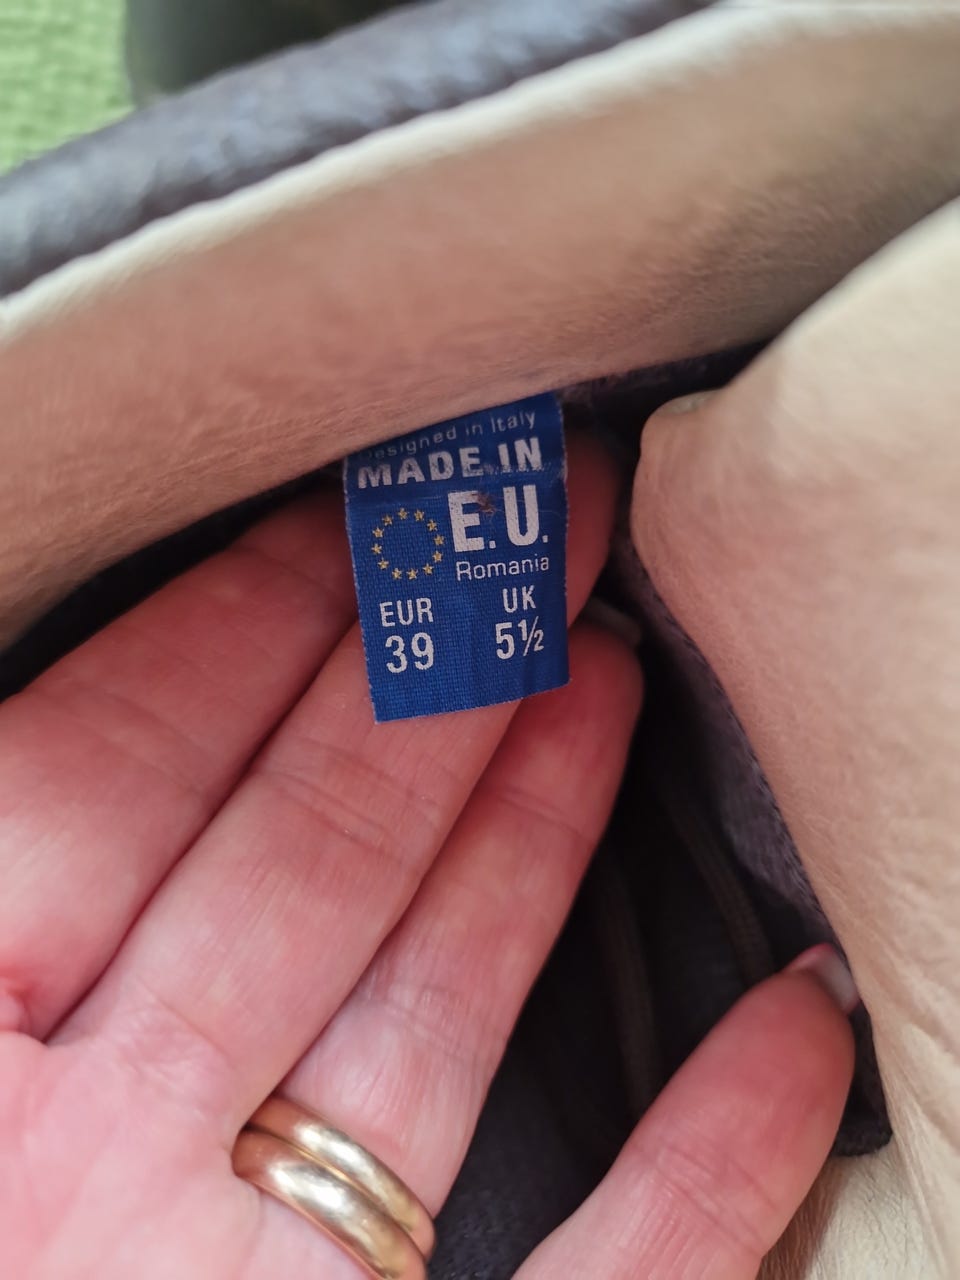 Designed in Italy
MADE IN
E.U.
Romania
EUR UK
39 5½